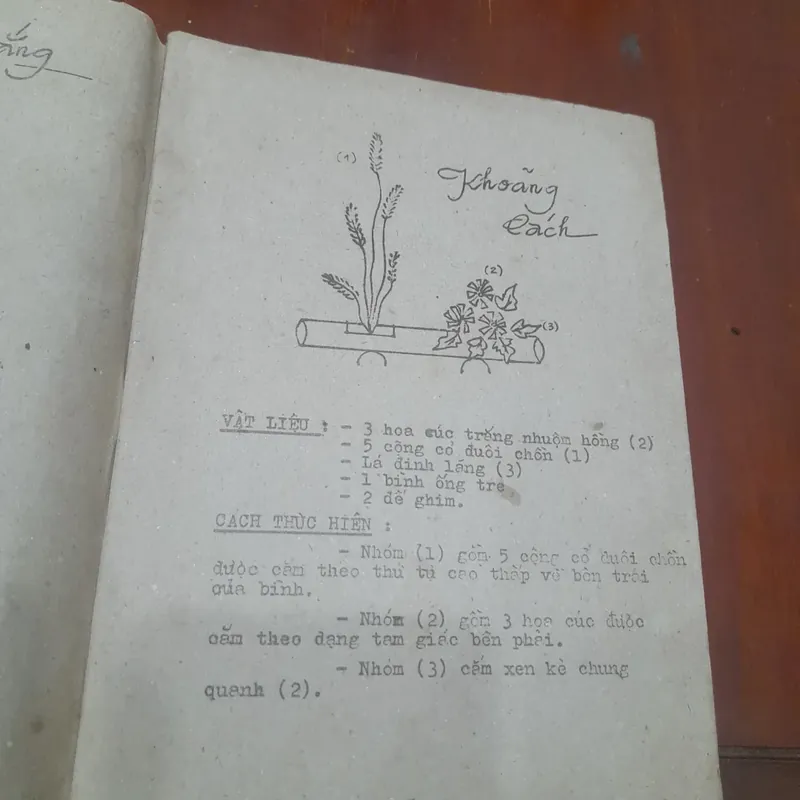 (1)
Khoãng
Cách
(2)
(3)
VẬT LIỆU : - 3 hoa cúc trắng nhuộm hồng (2)
- 5 cộng cỏ đuôi chồn (1)
- Lá đinh lăng (3)
- 1 bình ống tre
- 2 đế ghim.
CÁCH THỨC HIỆN :
- Nhóm (1) gồm 5 cộng cỏ đuôi chồn
được cắm theo thứ tự cao thấp về bên trái
của bình.
- Nhóm (2) gồm 3 hoa cúc được
cắm theo dạng tam giác bên phải.
- Nhóm (3) cắm xen kẻ chung
quanh (2).